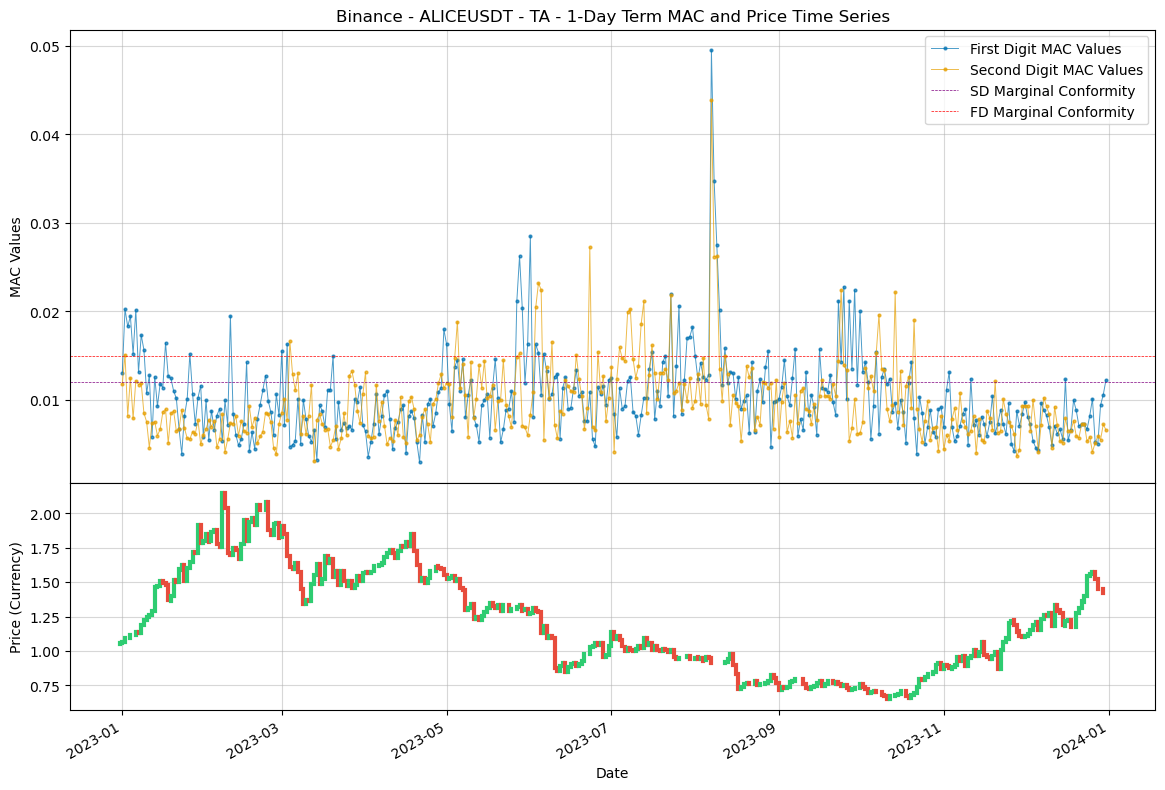 Binance - ALICEUSDT - TA - 1-Day Term MAC and Price Time Series
First Digit MAC Values
Second Digit MAC Values
SD Marginal Conformity
FD Marginal Conformity
MAC Values
0.05
0.04
0.03
0.02
0.01
Price (Currency)
2.00
1.75
1.50
1.25
1.00
0.75
2023-01
2023-03
2023-05
2023-07
2023-09
2023-11
2024-01
Date